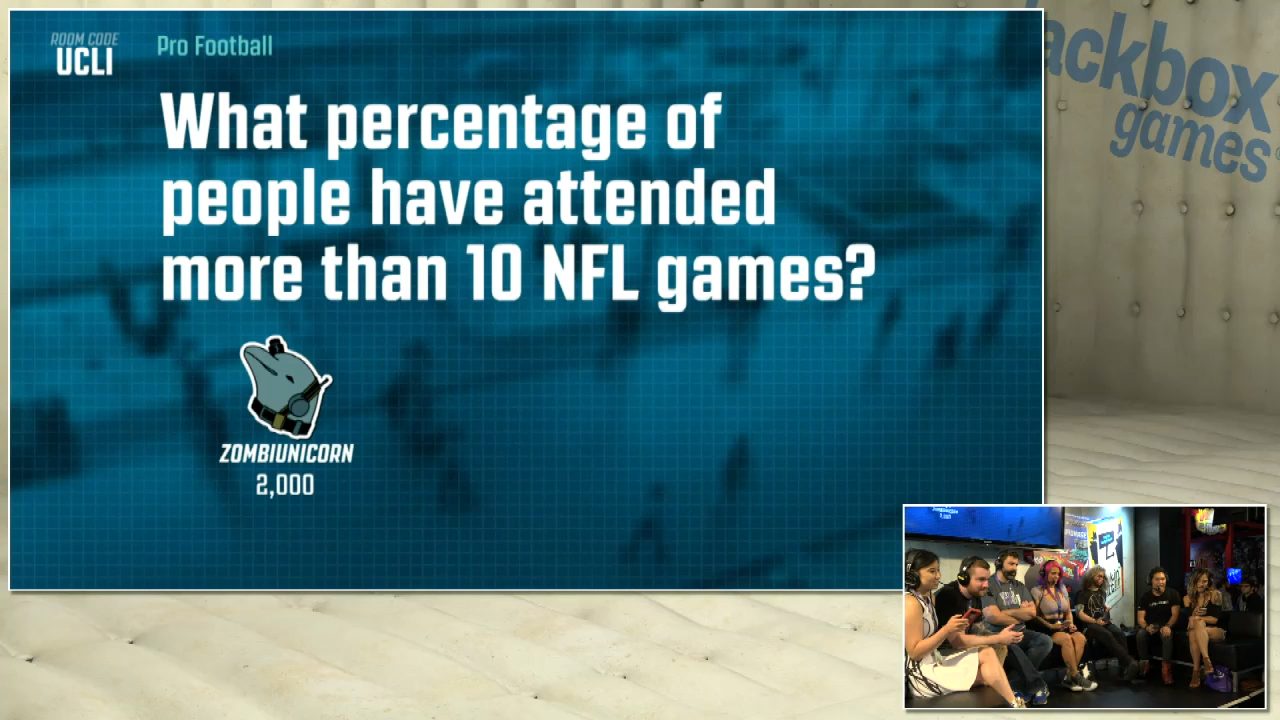 ROOM CODE
UCLI
Pro Football
What percentage of
people have attended
more than 10 NFL games?
ZOMBIUNICORN
2,000
ackbox
games